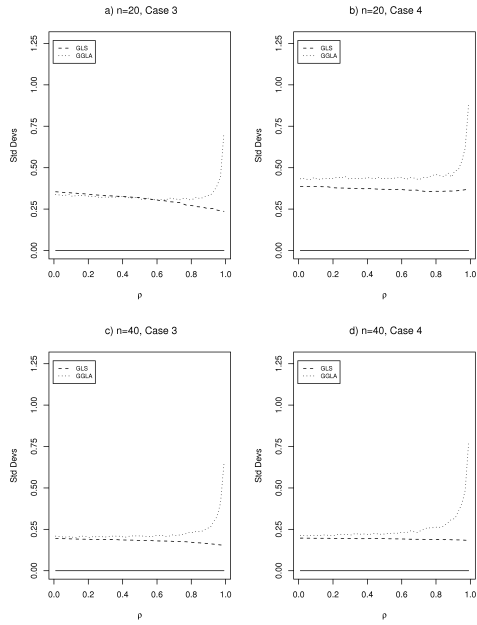 a) n=20, Case 3
Std Devs
0.00 0.25 0.50 0.75 1.00 1.25
GLS
GGLA
0.0 0.2 0.4 0.6 0.8 1.0
ρ
b) n=20, Case 4
Std Devs
0.00 0.25 0.50 0.75 1.00 1.25
GLS
GGLA
0.0 0.2 0.4 0.6 0.8 1.0
ρ
c) n=40, Case 3
Std Devs
0.00 0.25 0.50 0.75 1.00 1.25
GLS
GGLA
0.0 0.2 0.4 0.6 0.8 1.0
ρ
d) n=40, Case 4
Std Devs
0.00 0.25 0.50 0.75 1.00 1.25
GLS
GGLA
0.0 0.2 0.4 0.6 0.8 1.0
ρ